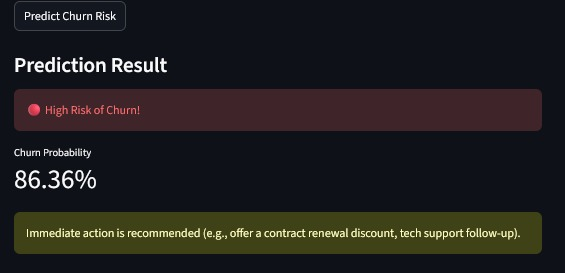 Predict Churn Risk
Prediction Result
High Risk of Churn!
Churn Probability
86.36%
Immediate action is recommended (e.g., offer a contract renewal discount, tech support follow-up).